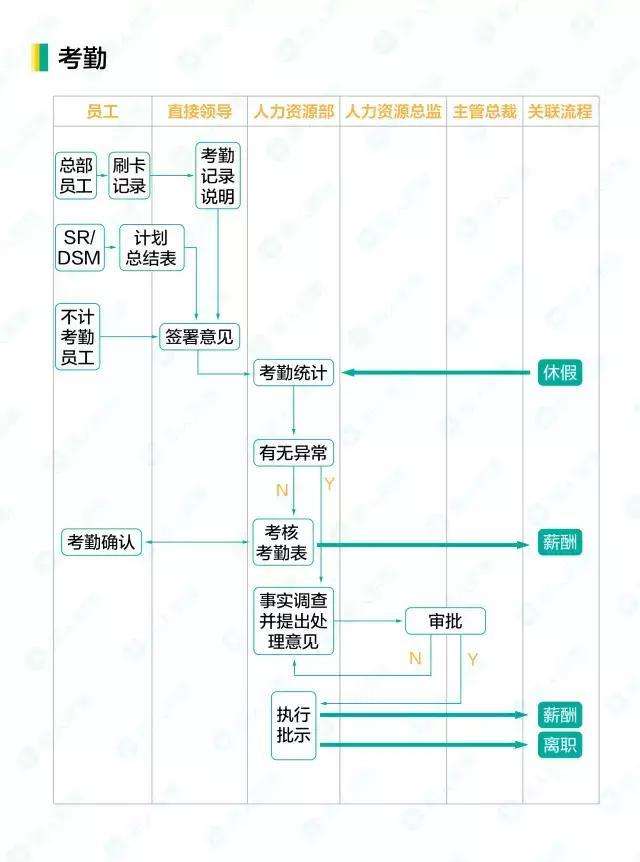 考勤
员工 直接领导 人力资源部 人力资源总监 主管总裁 关联流程
总部
员工
刷卡
记录
考勤
记录
说明
SR/
DSM
计划
总结表
不计
考勤
员工
签署意见
考勤统计
休假
有无异常
N
Y
考勤确认
考核
考勤表
薪酬
事实调查
并提出处
理意见
审批
N
Y
执行
批示
薪酬
离职